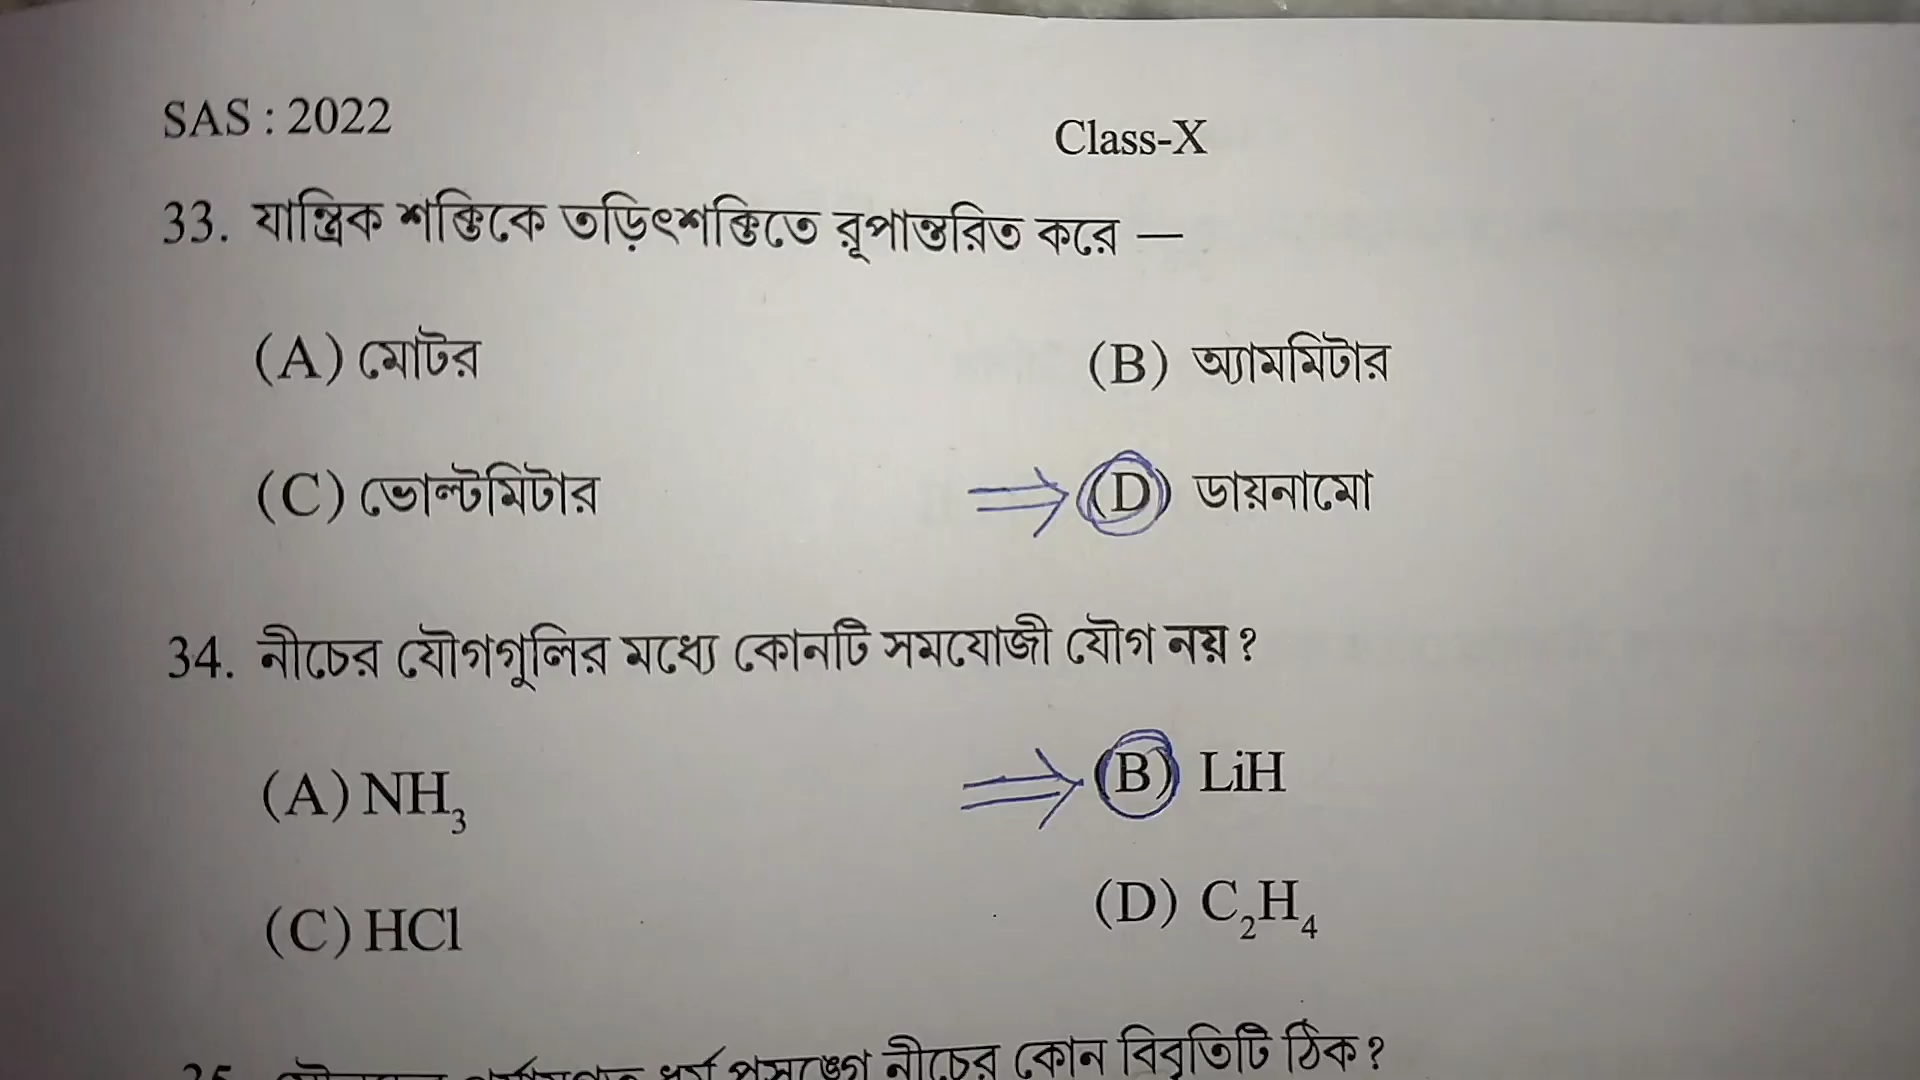 SAS : 2022
Class-X
33. যান্ত্রিক শক্তিকে তড়িৎশক্তিতে রূপান্তরিত করে —
(A) মোটর
(B) অ্যামমিটার
(C) ভোল্টমিটার
(D) ডায়নামো
34. নীচের যৌগগুলির মধ্যে কোনটি সমযোজী যৌগ নয় ?
(A) NH₃
(B) LiH
(C) HCl
(D) C₂H₄
নীচের কোন বিবৃতিটি ঠিক ?